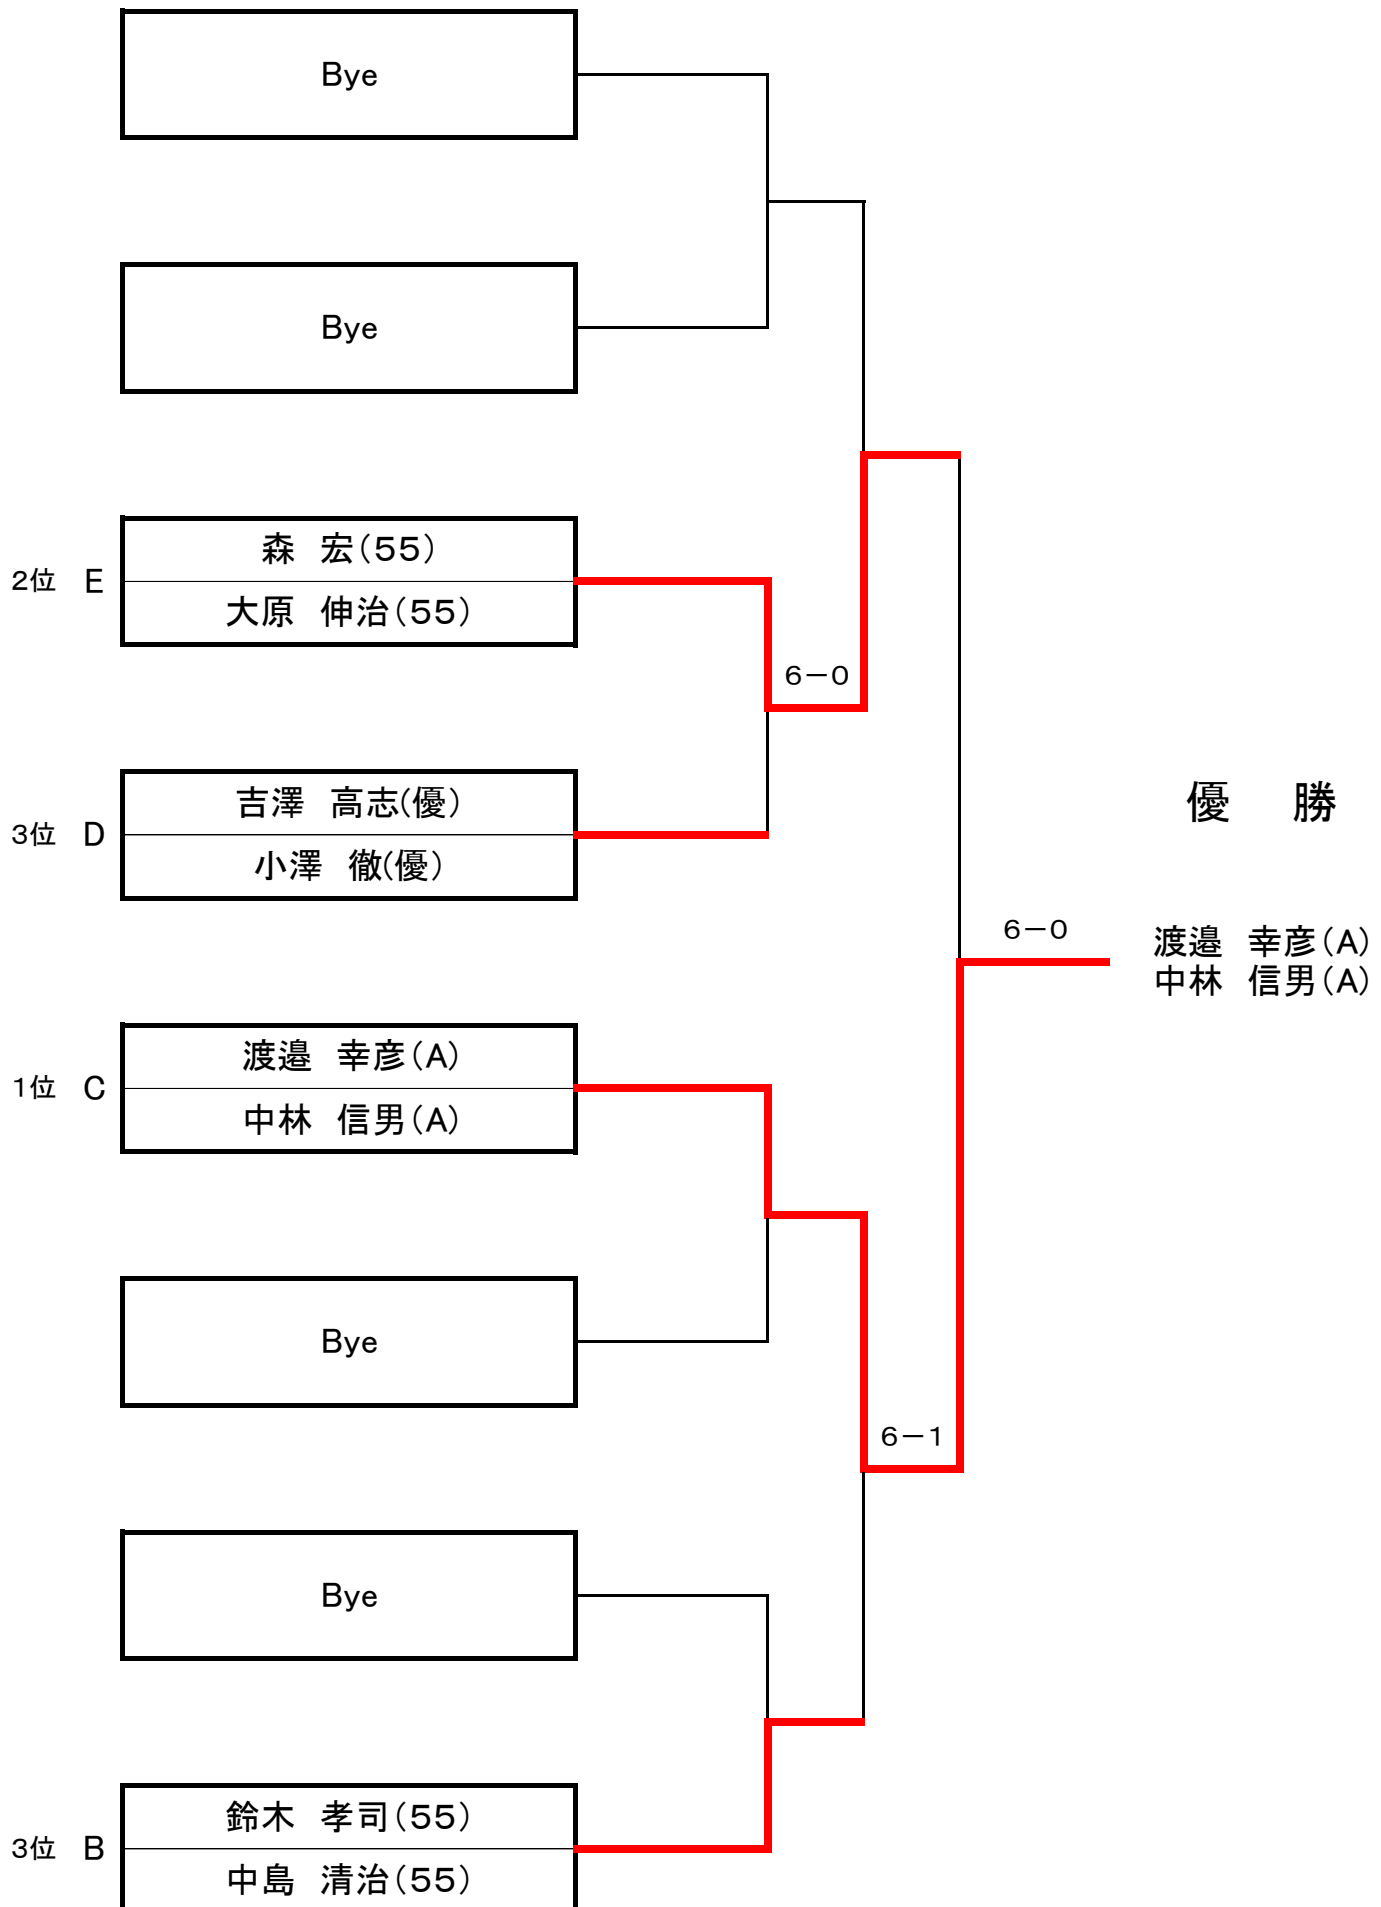 Bye
Bye
森　宏（５５）
2位　E
大原　伸治（５５）
６－０
吉澤　高志(優）
3位　D
小澤　徹(優）
優　勝
６－０
渡邉　幸彦（A）
中林　信男（A）
渡邉　幸彦（A）
1位　C
中林　信男（A）
Bye
６－１
Bye
鈴木　孝司（５５）
3位　B
中島　清治（５５）